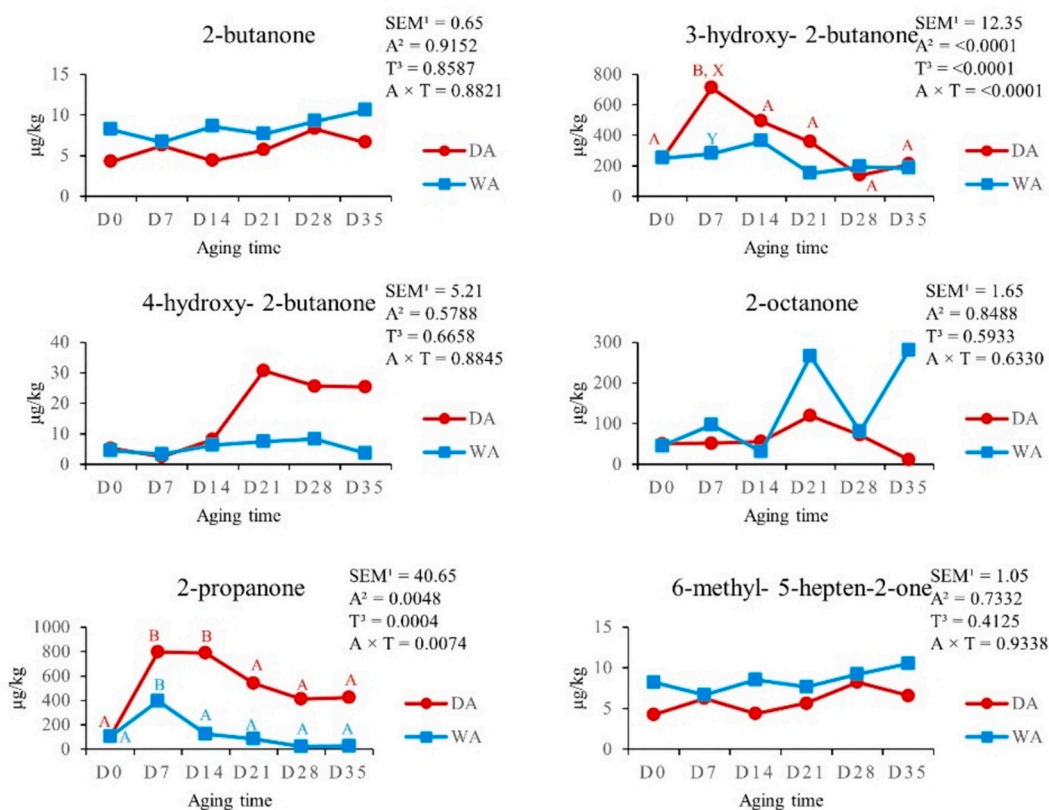 2-butanone
SEM¹ = 0.65
A² = 0.9152
T³ = 0.8587
A × T = 0.8821
µg/kg
15
10
5
0
D0 D7 D14 D21 D28 D35
Aging time
DA
WA
3-hydroxy- 2-butanone
SEM¹ = 12.35
A² = <0.0001
T³ = <0.0001
A × T = <0.0001
µg/kg
800
600
400
200
0
A
B, X
Y
A
A
A
A
D0 D7 D14 D21 D28 D35
Aging time
DA
WA
4-hydroxy- 2-butanone
SEM¹ = 5.21
A² = 0.5788
T³ = 0.6658
A × T = 0.8845
µg/kg
40
30
20
10
0
D0 D7 D14 D21 D28 D35
Aging time
DA
WA
2-octanone
SEM¹ = 1.65
A² = 0.8488
T³ = 0.5933
A × T = 0.6330
µg/kg
300
200
100
0
D0 D7 D14 D21 D28 D35
Aging time
DA
WA
2-propanone
SEM¹ = 40.65
A² = 0.0048
T³ = 0.0004
A × T = 0.0074
µg/kg
1000
800
600
400
200
0
A
B
B
A
A
A
A
B
A
A
A
A
D0 D7 D14 D21 D28 D35
Aging time
DA
WA
6-methyl- 5-hepten-2-one
SEM¹ = 1.05
A² = 0.7332
T³ = 0.4125
A × T = 0.9338
µg/kg
15
10
5
0
D0 D7 D14 D21 D28 D35
Aging time
DA
WA